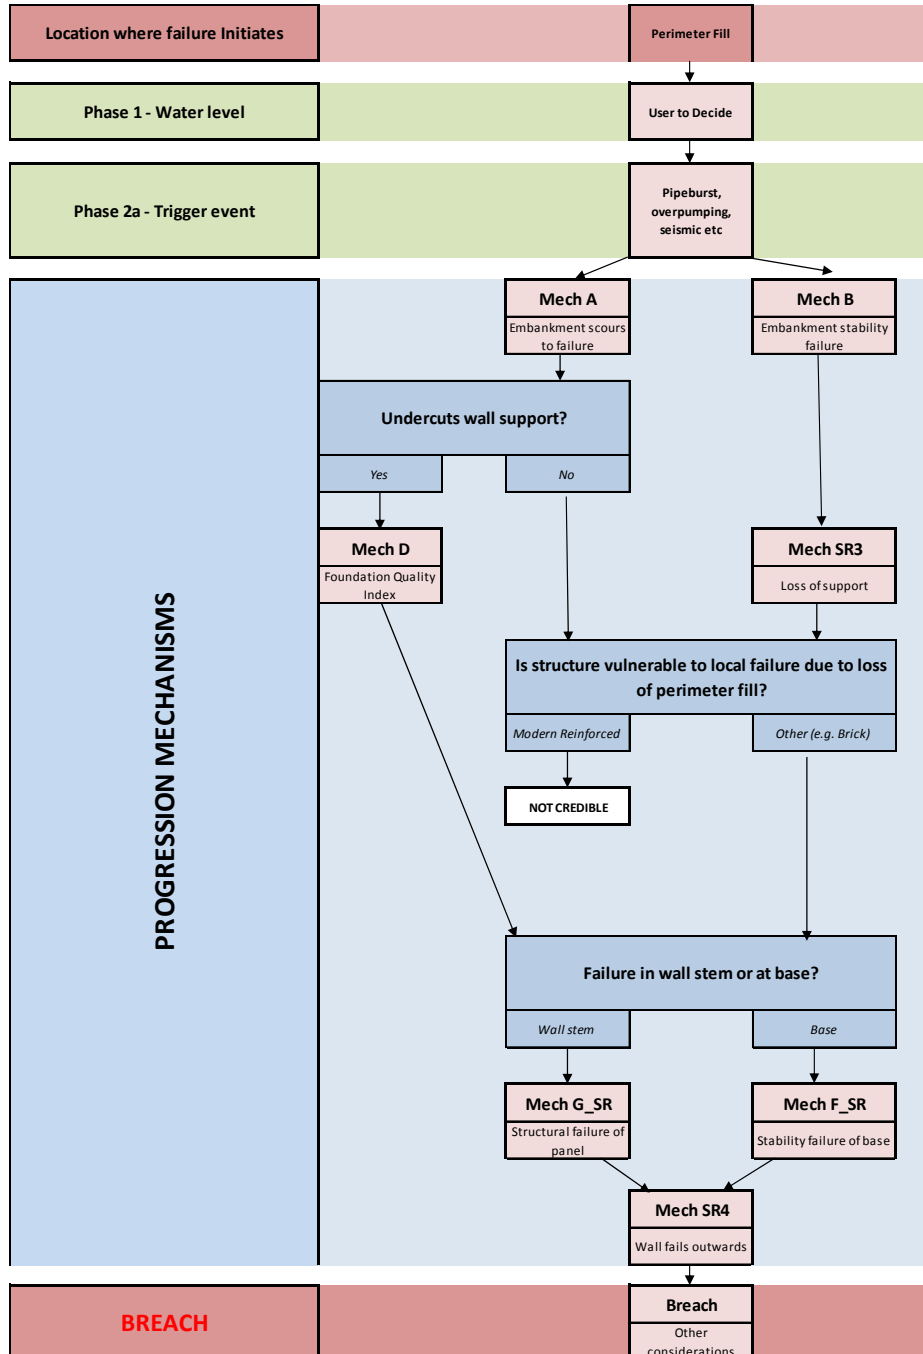 Location where failure Initiates
Perimeter Fill
Phase 1 - Water level
User to Decide
Phase 2a - Trigger event
Pipeburst,
overpumping,
seismic etc
PROGRESSION MECHANISMS
Mech A
Embankment scours
to failure
Mech B
Embankment stability
failure
Undercuts wall support?
Yes
No
Mech D
Foundation Quality
Index
Mech SR3
Loss of support
Is structure vulnerable to local failure due to loss
of perimeter fill?
Modern Reinforced
Other (e.g. Brick)
NOT CREDIBLE
Failure in wall stem or at base?
Wall stem
Base
Mech G_SR
Structural failure of
panel
Mech F_SR
Stability failure of base
Mech SR4
Wall fails outwards
BREACH
Breach
Other
considerations